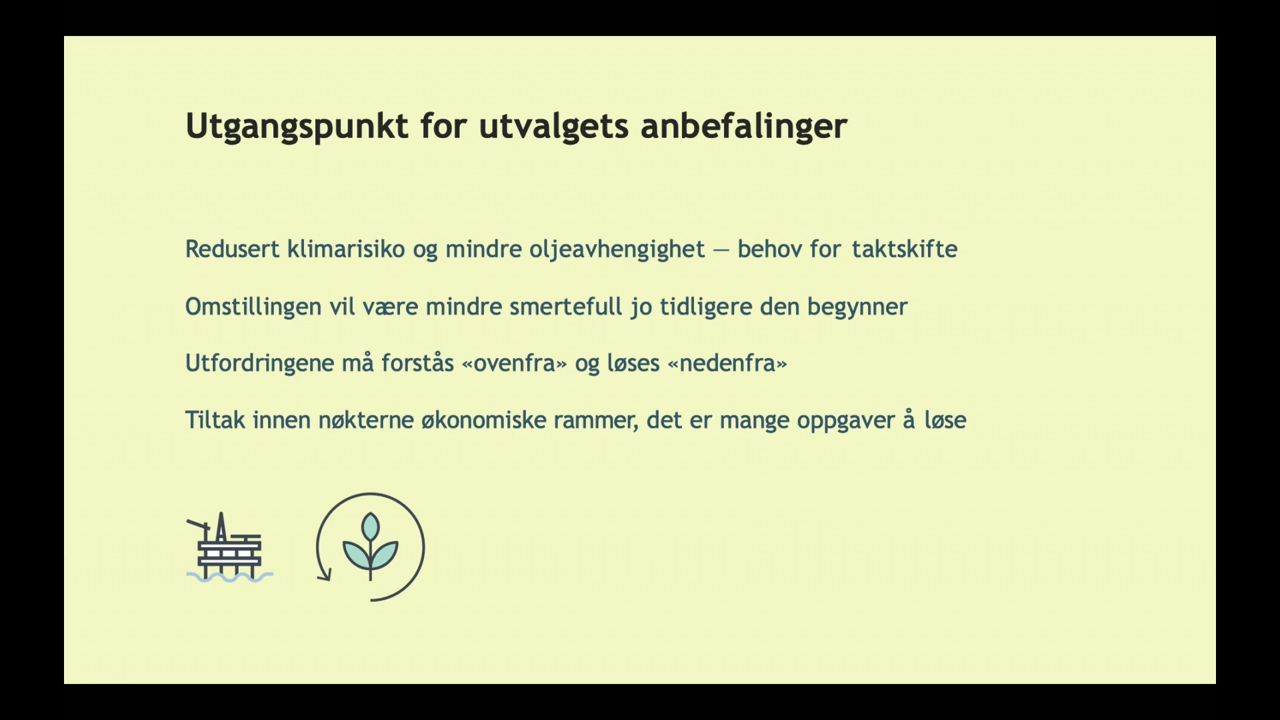 Utgangspunkt for utvalgets anbefalinger
Redusert klimarisiko og mindre oljeavhengighet — behov for taktskifte
Omstillingen vil være mindre smertefull jo tidligere den begynner
Utfordringene må forstås «ovenfra» og løses «nedenfra»
Tiltak innen nøkterne økonomiske rammer, det er mange oppgaver å løse